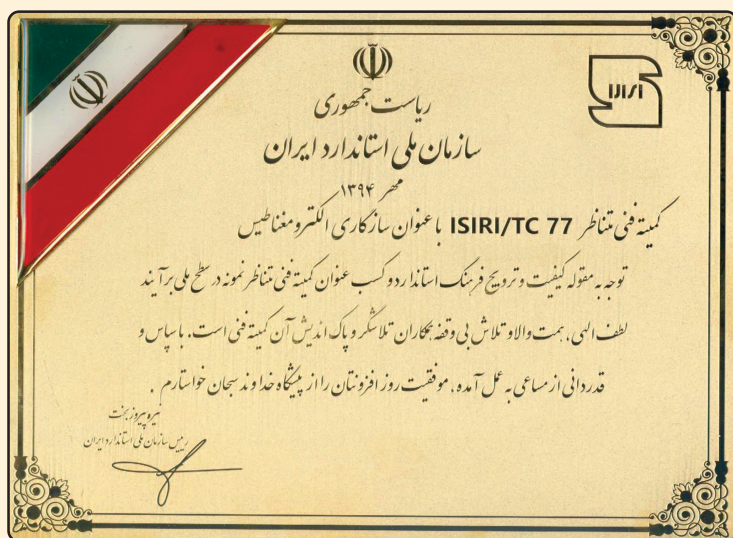 ISIRI
ریاست جمهوری
سازمان ملی استاندارد ایران
مهر ۱۳۹۴
کمیته فنی متناظر ISIRI/TC 77 با عنوان سازکاری الکترومغناطیس
توجه به مقوله کیفیت و ترویج فرهنگ استاندارد و کسب عنوان کمیته فنی متناظر نمونه در سطح ملی برآیند
لطف الهی، همت والا و تلاش بی وقفه همکاران تلاشگر و پاک اندیش آن کمیته فنی است. با سپاس و
قدردانی از مساعی به عمل آمده، موفقیت روز افزونتان را از پیشگاه خداوند سبحان خواستارم.
نیره پیروزبخت
رییس سازمان ملی استاندارد ایران